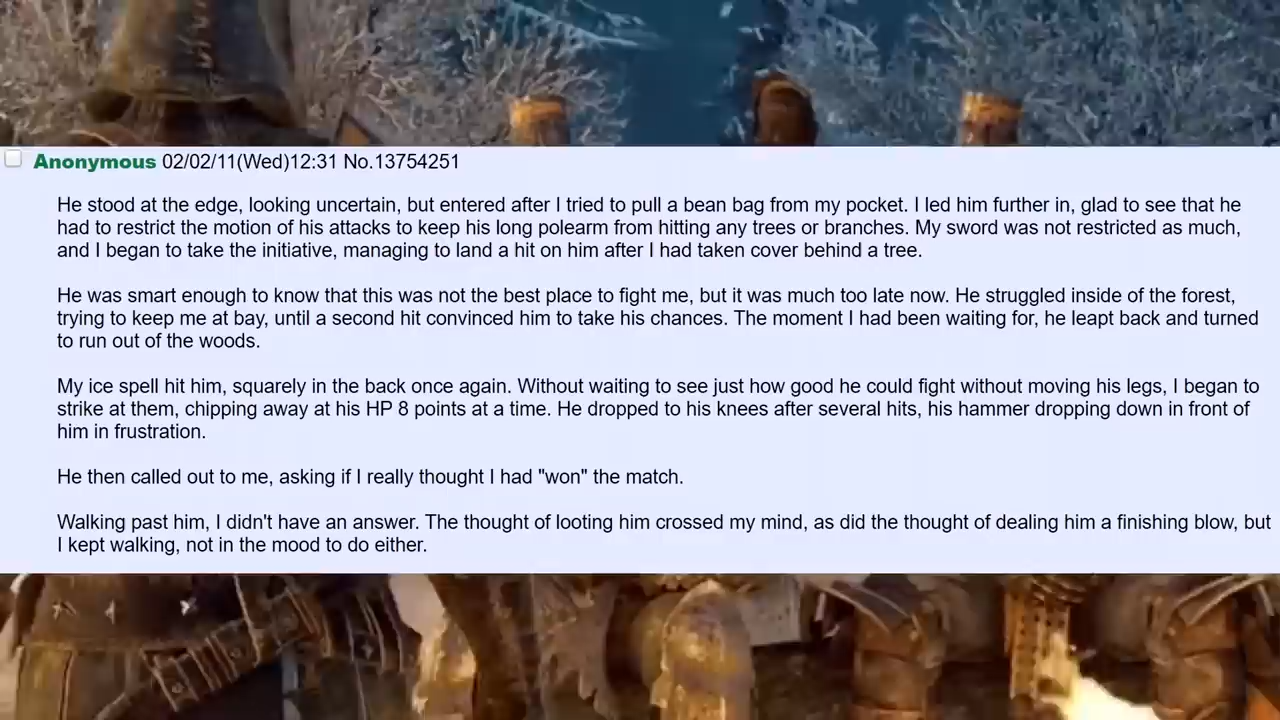 Anonymous 02/02/11(Wed)12:31 No.13754251
He stood at the edge, looking uncertain, but entered after I tried to pull a bean bag from my pocket. I led him further in, glad to see that he
had to restrict the motion of his attacks to keep his long polearm from hitting any trees or branches. My sword was not restricted as much,
and I began to take the initiative, managing to land a hit on him after I had taken cover behind a tree.
He was smart enough to know that this was not the best place to fight me, but it was much too late now. He struggled inside of the forest,
trying to keep me at bay, until a second hit convinced him to take his chances. The moment I had been waiting for, he leapt back and turned
to run out of the woods.
My ice spell hit him, squarely in the back once again. Without waiting to see just how good he could fight without moving his legs, I began to
strike at them, chipping away at his HP 8 points at a time. He dropped to his knees after several hits, his hammer dropping down in front of
him in frustration.
He then called out to me, asking if I really thought I had "won" the match.
Walking past him, I didn't have an answer. The thought of looting him crossed my mind, as did the thought of dealing him a finishing blow, but
I kept walking, not in the mood to do either.